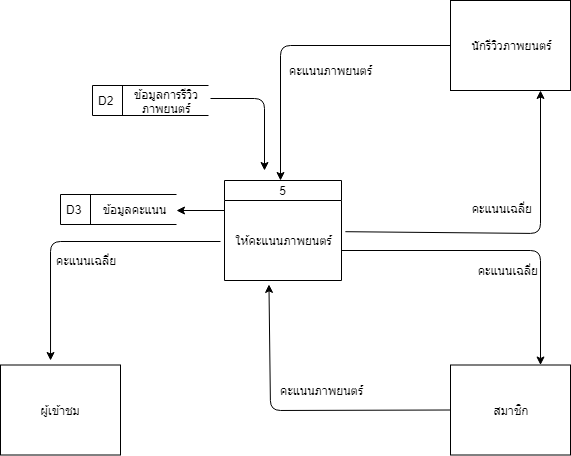 นักรีวิวภาพยนตร์
คะแนนภาพยนตร์
D2
ข้อมูลการรีวิว
ภาพยนตร์
5
D3
ข้อมูลคะแนน
คะแนนเฉลี่ย
ให้คะแนนภาพยนตร์
คะแนนเฉลี่ย
คะแนนเฉลี่ย
คะแนนภาพยนตร์
ผู้เข้าชม
สมาชิก